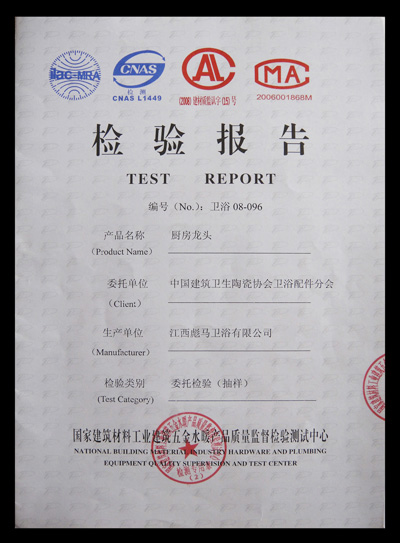 ilac-MRA
CNAS
检测
CNAS L1449
CAL
MA
2006001868M
检验报告
TEST REPORT
编号（No.）：卫浴 08-096
产品名称 厨房龙头
（Product Name）
委托单位 中国建筑卫生陶瓷协会卫浴配件分会
（Client）
生产单位 江西彪马卫浴有限公司
（Manufacturer）
检验类别 委托检验（抽样）
（Test Category）
国家建筑材料工业建筑五金水暖产品质量监督检验测试中心
NATIONAL BUILDING MATERIAL INDUSTRY HARDWARE AND PLUMBING
EQUIPMENT QUALITY SUPERVISION AND TEST CENTER